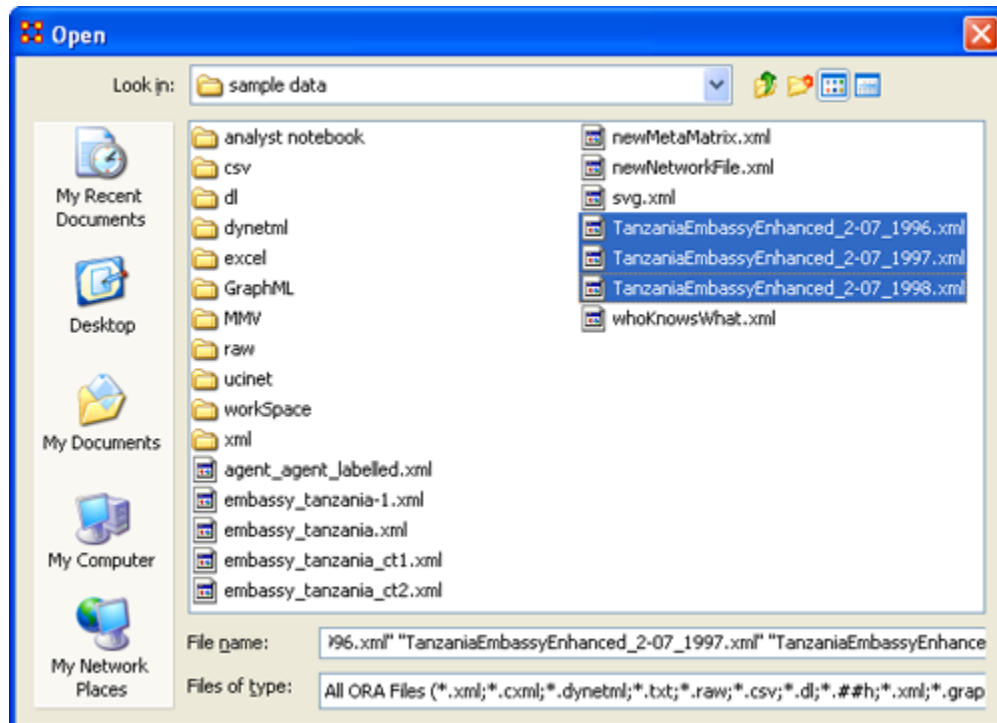 Open
Look in:
sample data
My Recent
Documents
Desktop
My Documents
My Computer
My Network
Places
analyst notebook
csv
dl
dynetml
excel
GraphML
MMV
raw
ucinet
workSpace
xml
agent_agent_labelled.xml
embassy_tanzania-1.xml
embassy_tanzania.xml
embassy_tanzania_ct1.xml
embassy_tanzania_ct2.xml
newMetaMatrix.xml
newNetworkFile.xml
svg.xml
TanzaniaEmbassyEnhanced_2-07_1996.xml
TanzaniaEmbassyEnhanced_2-07_1997.xml
TanzaniaEmbassyEnhanced_2-07_1998.xml
whoKnowsWhat.xml
File name:
96.xml" "TanzaniaEmbassyEnhanced_2-07_1997.xml" "TanzaniaEmbassyEnhance
Files of type:
All ORA Files (*.xml;*.cxml;*.dynetml;*.txt;*.raw;*.csv;*.dl;*.##h;*.xml;*.grap